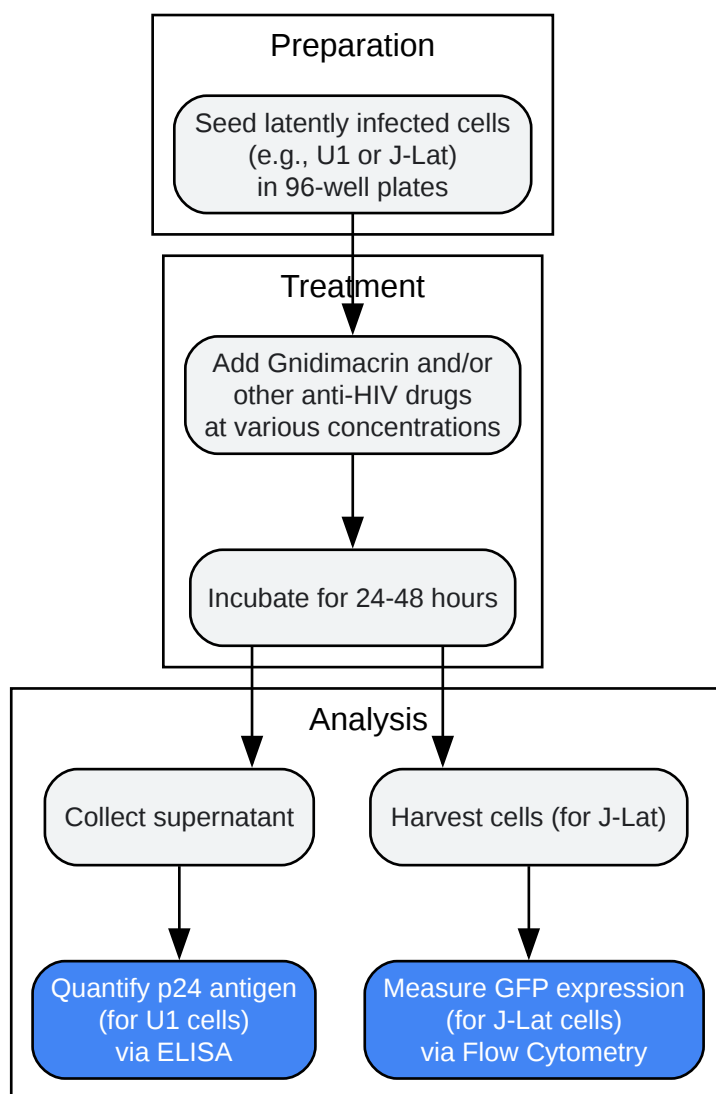 Preparation
Seed latently infected cells
(e.g., U1 or J-Lat)
in 96-well plates
Treatment
Add Gnidimacrin and/or
other anti-HIV drugs
at various concentrations
Incubate for 24-48 hours
Analysis
Collect supernatant
Harvest cells (for J-Lat)
Quantify p24 antigen
(for U1 cells)
via ELISA
Measure GFP expression
(for J-Lat cells)
via Flow Cytometry